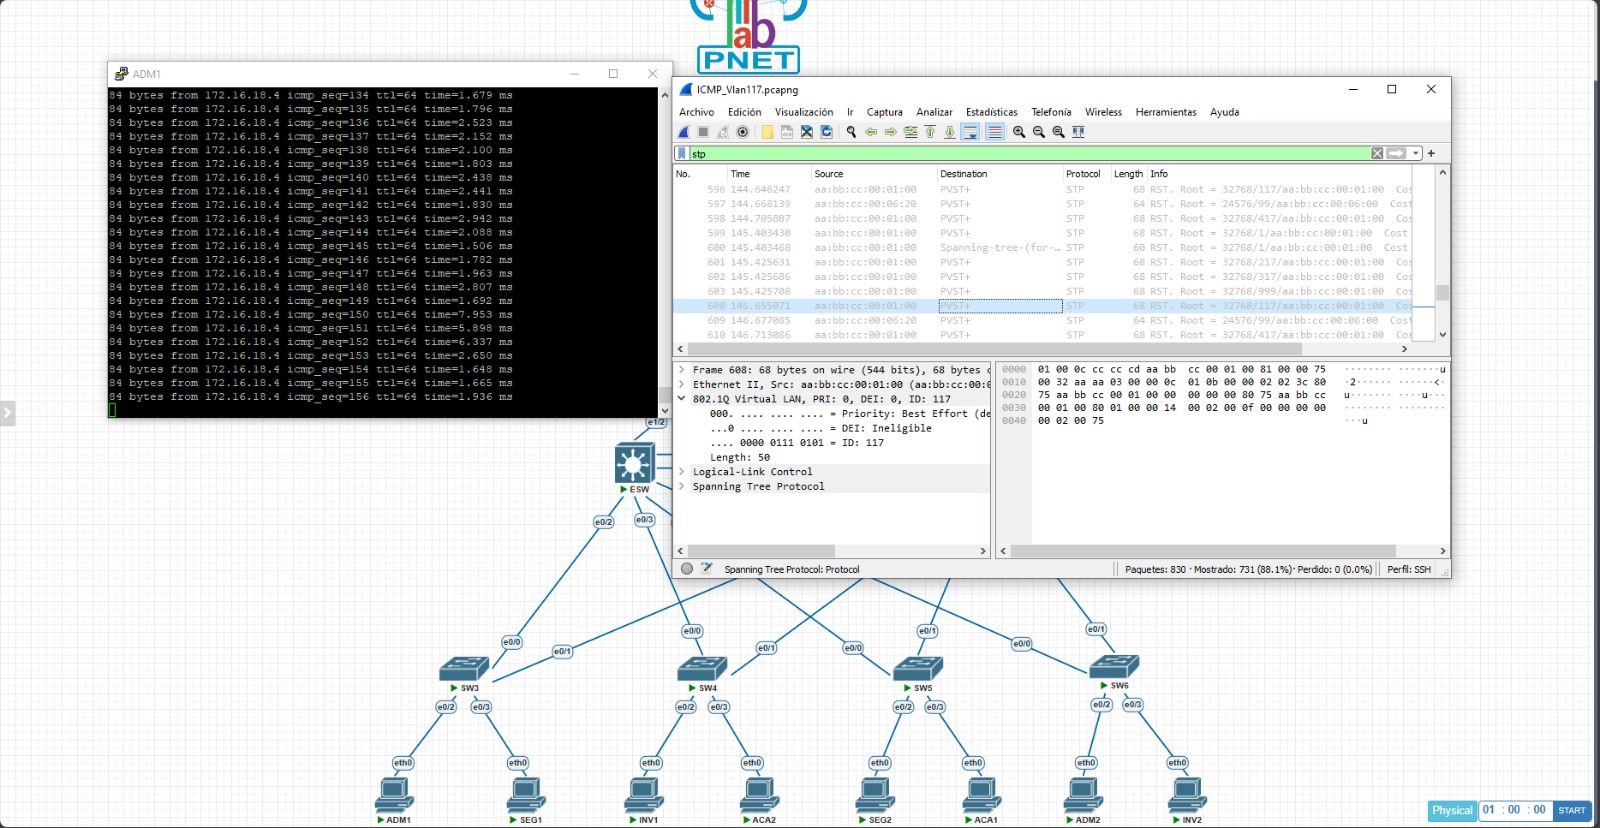 lab
PNET
ADM1
84 bytes from 172.16.18.4 icmp_seq=134 ttl=64 time=1.679 ms
84 bytes from 172.16.18.4 icmp_seq=135 ttl=64 time=1.796 ms
84 bytes from 172.16.18.4 icmp_seq=136 ttl=64 time=2.523 ms
84 bytes from 172.16.18.4 icmp_seq=137 ttl=64 time=2.152 ms
84 bytes from 172.16.18.4 icmp_seq=138 ttl=64 time=2.100 ms
84 bytes from 172.16.18.4 icmp_seq=139 ttl=64 time=1.803 ms
84 bytes from 172.16.18.4 icmp_seq=140 ttl=64 time=2.438 ms
84 bytes from 172.16.18.4 icmp_seq=141 ttl=64 time=2.441 ms
84 bytes from 172.16.18.4 icmp_seq=142 ttl=64 time=1.830 ms
84 bytes from 172.16.18.4 icmp_seq=143 ttl=64 time=2.942 ms
84 bytes from 172.16.18.4 icmp_seq=144 ttl=64 time=2.088 ms
84 bytes from 172.16.18.4 icmp_seq=145 ttl=64 time=1.506 ms
84 bytes from 172.16.18.4 icmp_seq=146 ttl=64 time=1.782 ms
84 bytes from 172.16.18.4 icmp_seq=147 ttl=64 time=1.963 ms
84 bytes from 172.16.18.4 icmp_seq=148 ttl=64 time=2.807 ms
84 bytes from 172.16.18.4 icmp_seq=149 ttl=64 time=1.692 ms
84 bytes from 172.16.18.4 icmp_seq=150 ttl=64 time=7.953 ms
84 bytes from 172.16.18.4 icmp_seq=151 ttl=64 time=5.898 ms
84 bytes from 172.16.18.4 icmp_seq=152 ttl=64 time=6.337 ms
84 bytes from 172.16.18.4 icmp_seq=153 ttl=64 time=2.650 ms
84 bytes from 172.16.18.4 icmp_seq=154 ttl=64 time=1.648 ms
84 bytes from 172.16.18.4 icmp_seq=155 ttl=64 time=1.665 ms
84 bytes from 172.16.18.4 icmp_seq=156 ttl=64 time=1.936 ms
ICMP_Vlan117.pcapng
Archivo Edición Visualización Ir Captura Analizar Estadísticas Telefonía Wireless Herramientas Ayuda
stp
No. Time Source Destination Protocol Length Info
596 144.646247 aa:bb:cc:00:01:00 PVST+ STP 68 RST. Root = 32768/117/aa:bb:cc:00:01:00 Cos
597 144.668139 aa:bb:cc:00:06:20 PVST+ STP 64 RST. Root = 24576/99/aa:bb:cc:00:06:00 Cost
598 144.705807 aa:bb:cc:00:01:00 PVST+ STP 68 RST. Root = 32768/417/aa:bb:cc:00:01:00 Cos
599 145.403430 aa:bb:cc:00:01:00 PVST+ STP 68 RST. Root = 32768/1/aa:bb:cc:00:01:00 Cost
600 145.403468 aa:bb:cc:00:01:00 Spanning-tree-(for-… STP 60 RST. Root = 32768/1/aa:bb:cc:00:01:00 Cost
601 145.425631 aa:bb:cc:00:01:00 PVST+ STP 68 RST. Root = 32768/217/aa:bb:cc:00:01:00 Cos
602 145.425686 aa:bb:cc:00:01:00 PVST+ STP 68 RST. Root = 32768/317/aa:bb:cc:00:01:00 Cos
603 145.425708 aa:bb:cc:00:01:00 PVST+ STP 68 RST. Root = 32768/999/aa:bb:cc:00:01:00 Cos
608 146.655071 aa:bb:cc:00:01:00 PVST+ STP 68 RST. Root = 32768/117/aa:bb:cc:00:01:00 Cos
609 146.677085 aa:bb:cc:00:06:20 PVST+ STP 64 RST. Root = 24576/99/aa:bb:cc:00:06:00 Cost
610 146.713086 aa:bb:cc:00:01:00 PVST+ STP 68 RST. Root = 32768/417/aa:bb:cc:00:01:00 Cos
Frame 608: 68 bytes on wire (544 bits), 68 bytes c
Ethernet II, Src: aa:bb:cc:00:01:00 (aa:bb:cc:00:0
802.1Q Virtual LAN, PRI: 0, DEI: 0, ID: 117
000. .... .... .... = Priority: Best Effort (de
...0 .... .... .... = DEI: Ineligible
.... 0000 0111 0101 = ID: 117
Length: 50
Logical-Link Control
Spanning Tree Protocol
0000 01 00 0c cc cc cd aa bb cc 00 01 00 81 00 00 75 ········ ·······u
0010 00 32 aa aa 03 00 00 0c 01 0b 00 00 02 02 3c 80 ·2······ ······<·
0020 75 aa bb cc 00 01 00 00 00 00 80 75 aa bb cc u······· ···u····
0030 00 01 00 80 01 00 00 14 00 02 00 0f 00 00 00 00 ········ ········
0040 00 02 00 75 ···u
Spanning Tree Protocol: Protocol
Paquetes: 830 · Mostrado: 731 (88.1%)· Perdido: 0 (0.0%)
Perfil: SSH
e1/2
ESW
e0/2 e0/3
e0/0 e0/1 e0/0 e0/1 e0/0 e0/1 e0/0 e0/1
SW3 SW4 SW5 SW6
e0/2 e0/3 e0/2 e0/3 e0/2 e0/3 e0/2 e0/3
eth0 eth0 eth0 eth0 eth0 eth0 eth0 eth0
ADM1 SEG1 INV1 ACA2 SEG2 ACA1 ADM2 INV2
Physical 01 : 00 : 00 START